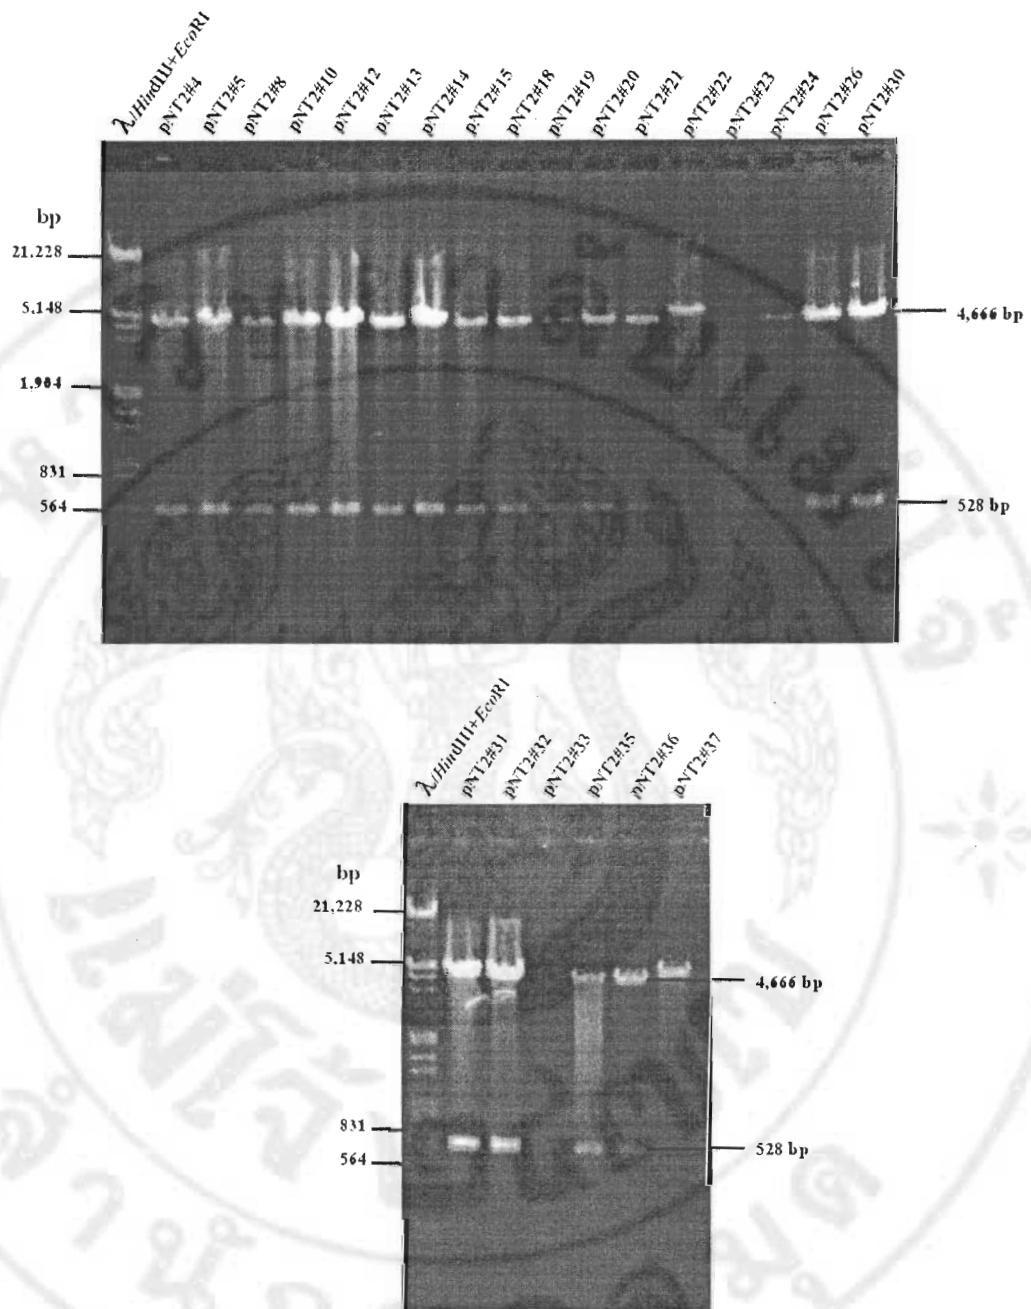 λ/HindIII+EcoRI
pNT2#4
pNT2#5
pNT2#8
pNT2#10
pNT2#12
pNT2#13
pNT2#14
pNT2#15
pNT2#18
pNT2#19
pNT2#20
pNT2#21
pNT2#22
pNT2#23
pNT2#24
pNT2#26
pNT2#30
bp
21,228
5,148
1,904
831
564
4,666 bp
528 bp
λ/HindIII+EcoRI
pNT2#31
pNT2#32
pNT2#33
pNT2#35
pNT2#36
pNT2#37
bp
21,228
5,148
831
564
4,666 bp
528 bp